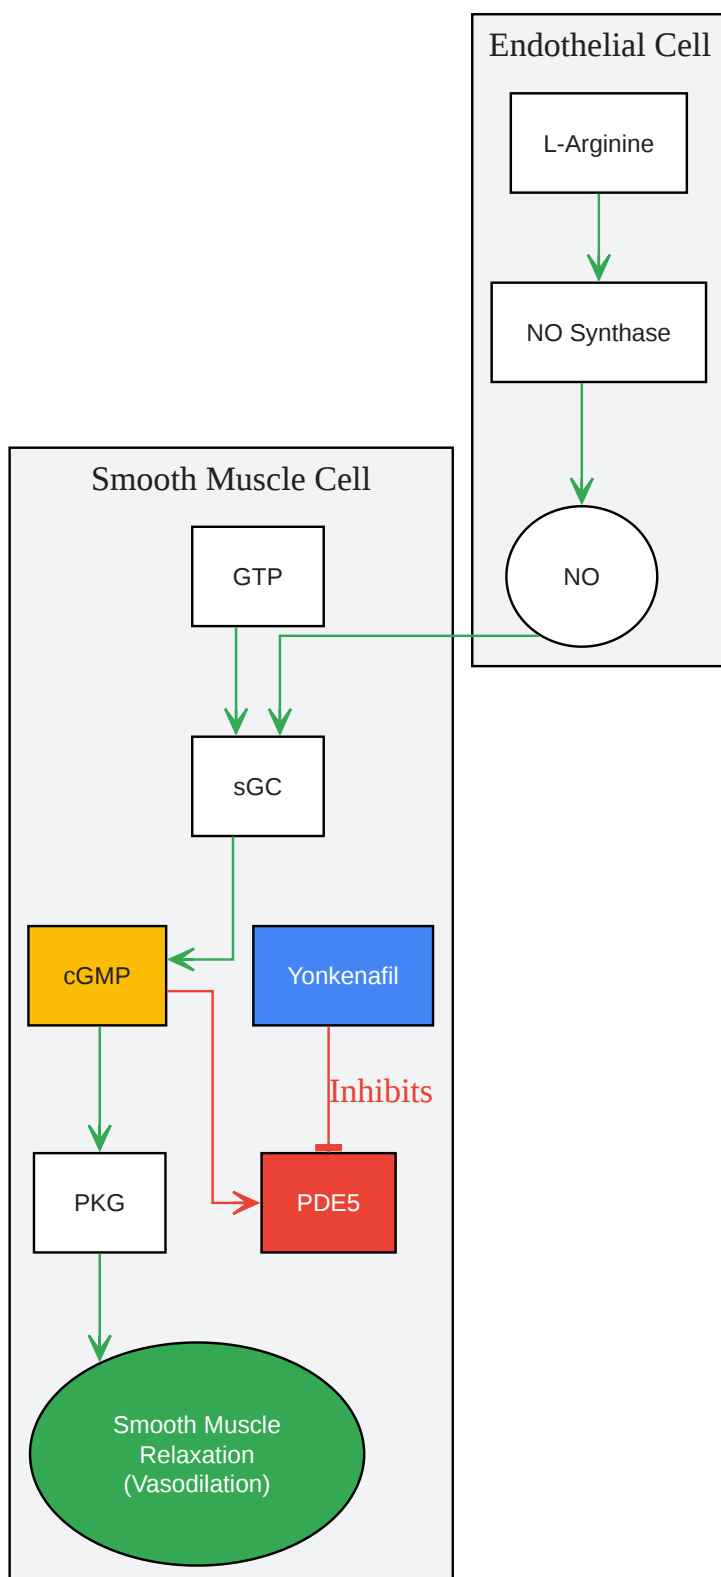 Endothelial Cell
L-Arginine
NO Synthase
NO
Smooth Muscle Cell
GTP
sGC
cGMP
Yonkenafil
Inhibits
PKG
PDE5
Smooth Muscle
Relaxation
(Vasodilation)